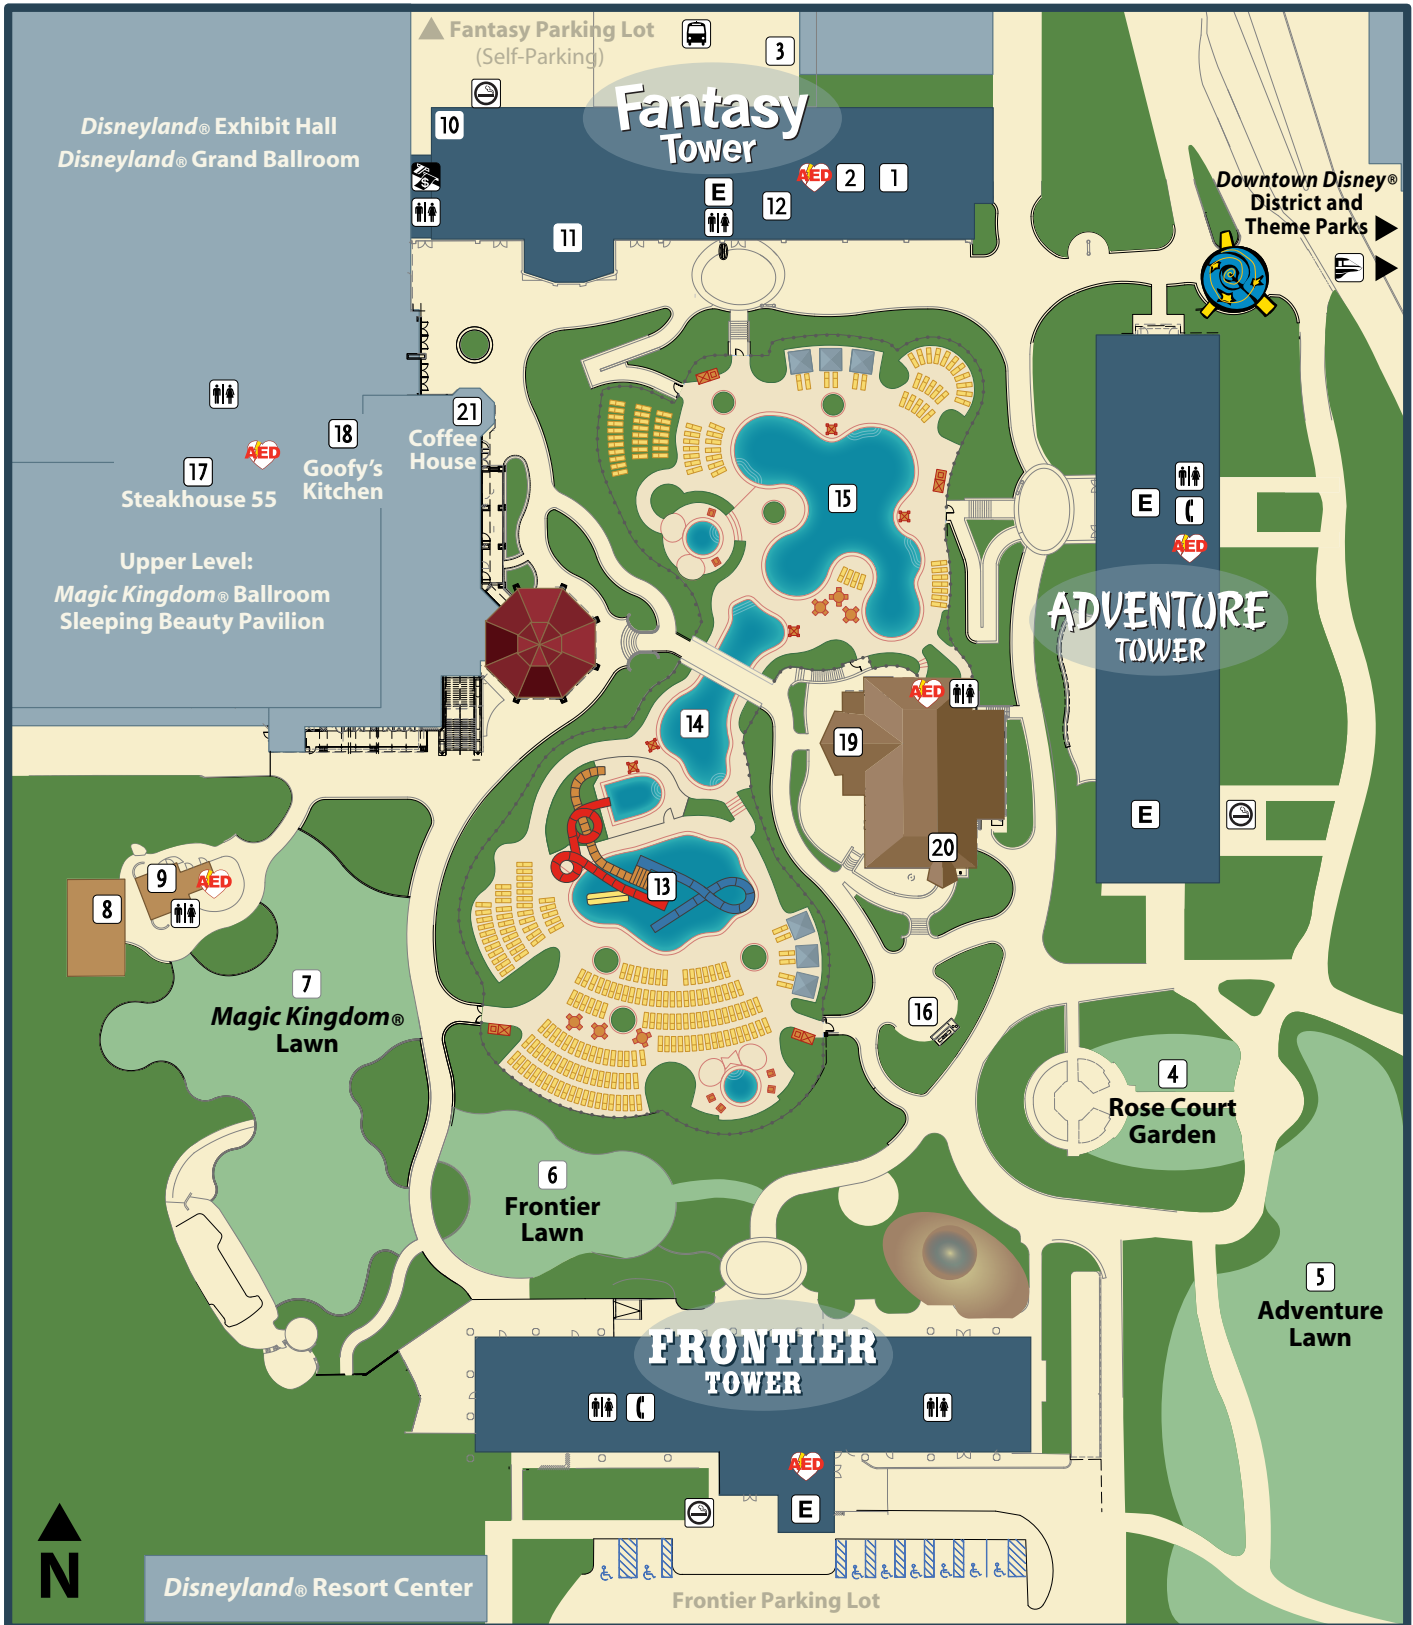 Fantasy Parking Lot
(Self-Parking)
3
Fantasy
Tower
10
AED
2
1
E
12
11
Disneyland® Exhibit Hall
Disneyland® Grand Ballroom
Downtown Disney®
District and
Theme Parks
21
Coffee
House
18
Goofy's
Kitchen
AED
17
Steakhouse 55
Upper Level:
Magic Kingdom® Ballroom
Sleeping Beauty Pavilion
15
E
AED
ADVENTURE
TOWER
E
14
AED
19
20
13
9
AED
8
7
Magic Kingdom®
Lawn
16
4
Rose Court
Garden
6
Frontier
Lawn
5
Adventure
Lawn
FRONTIER
TOWER
AED
E
N
Disneyland® Resort Center
Frontier Parking Lot